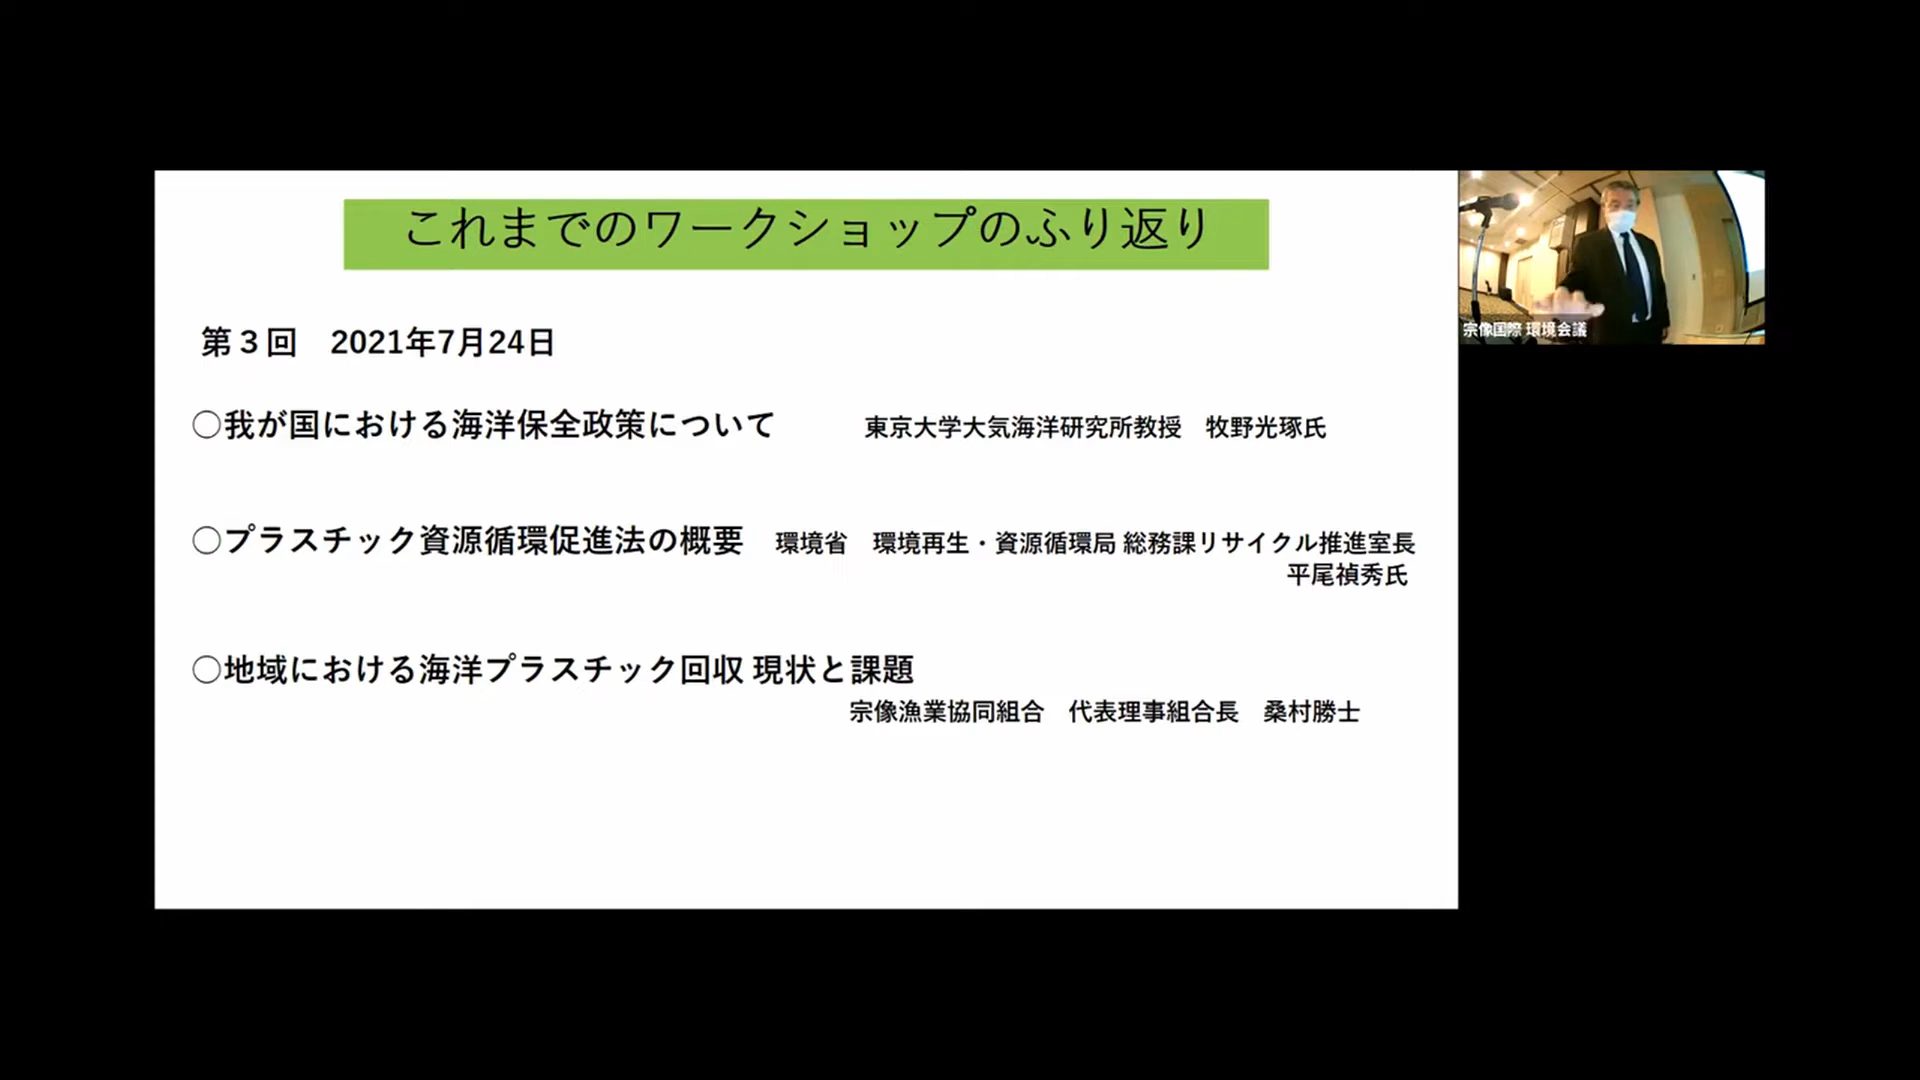 これまでのワークショップのふり返り
第３回　2021年7月24日
○我が国における海洋保全政策について　東京大学大気海洋研究所教授　牧野光琢氏
○プラスチック資源循環促進法の概要　環境省　環境再生・資源循環局 総務課リサイクル推進室長
平尾禎秀氏
○地域における海洋プラスチック回収 現状と課題
宗像漁業協同組合　代表理事組合長　桑村勝士
宗像国際 環境会議